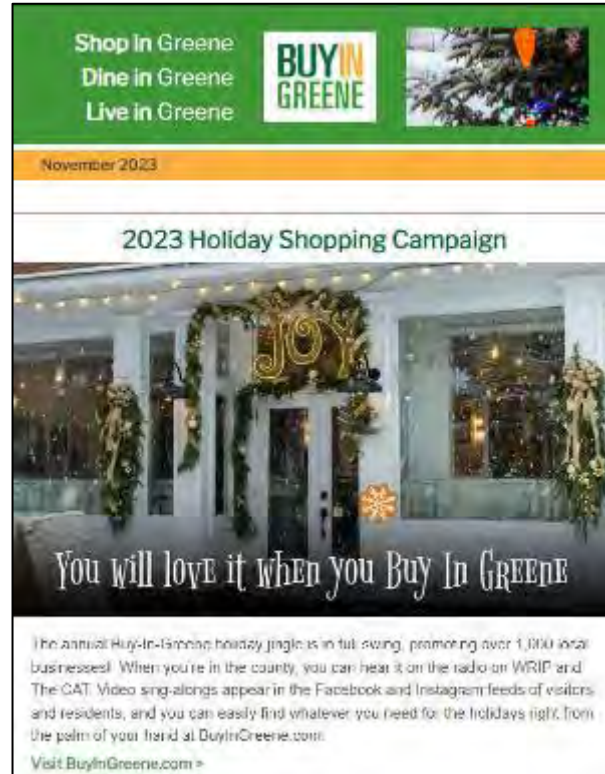 Shop in Greene
Dine in Greene
Live in Greene
BUYIN
GREENE
November 2023
2023 Holiday Shopping Campaign
JOY
You will love it when you Buy In Greene
The annual Buy-In-Greene holiday jingle is in full swing, promoting over 1,000 local
businesses! When you're in the county, you can hear it on the radio on WRIP and
The CAT. Video sing-alongs appear in the Facebook and Instagram feeds of visitors
and residents, and you can easily find whatever you need for the holidays right from
the palm of your hand at BuyInGreene.com.
Visit BuyInGreene.com >